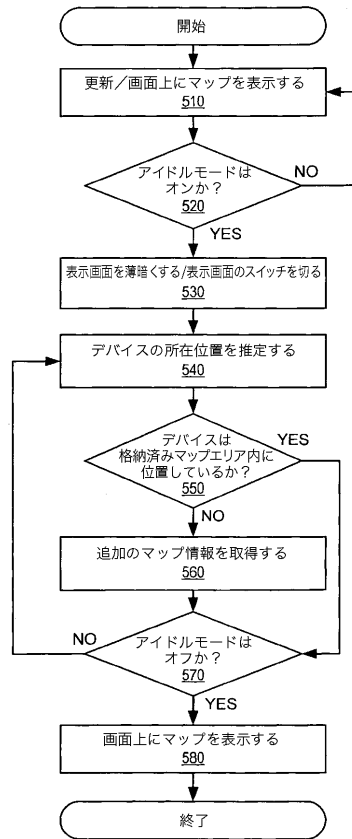 開始
更新／画面上にマップを表示する
510
アイドルモードは
オンか？
520
NO
YES
表示画面を薄暗くする/表示画面のスイッチを切る
530
デバイスの所在位置を推定する
540
デバイスは
格納済みマップエリア内に
位置しているか？
550
YES
NO
追加のマップ情報を取得する
560
アイドルモードは
オフか？
570
NO
YES
画面上にマップを表示する
580
終了